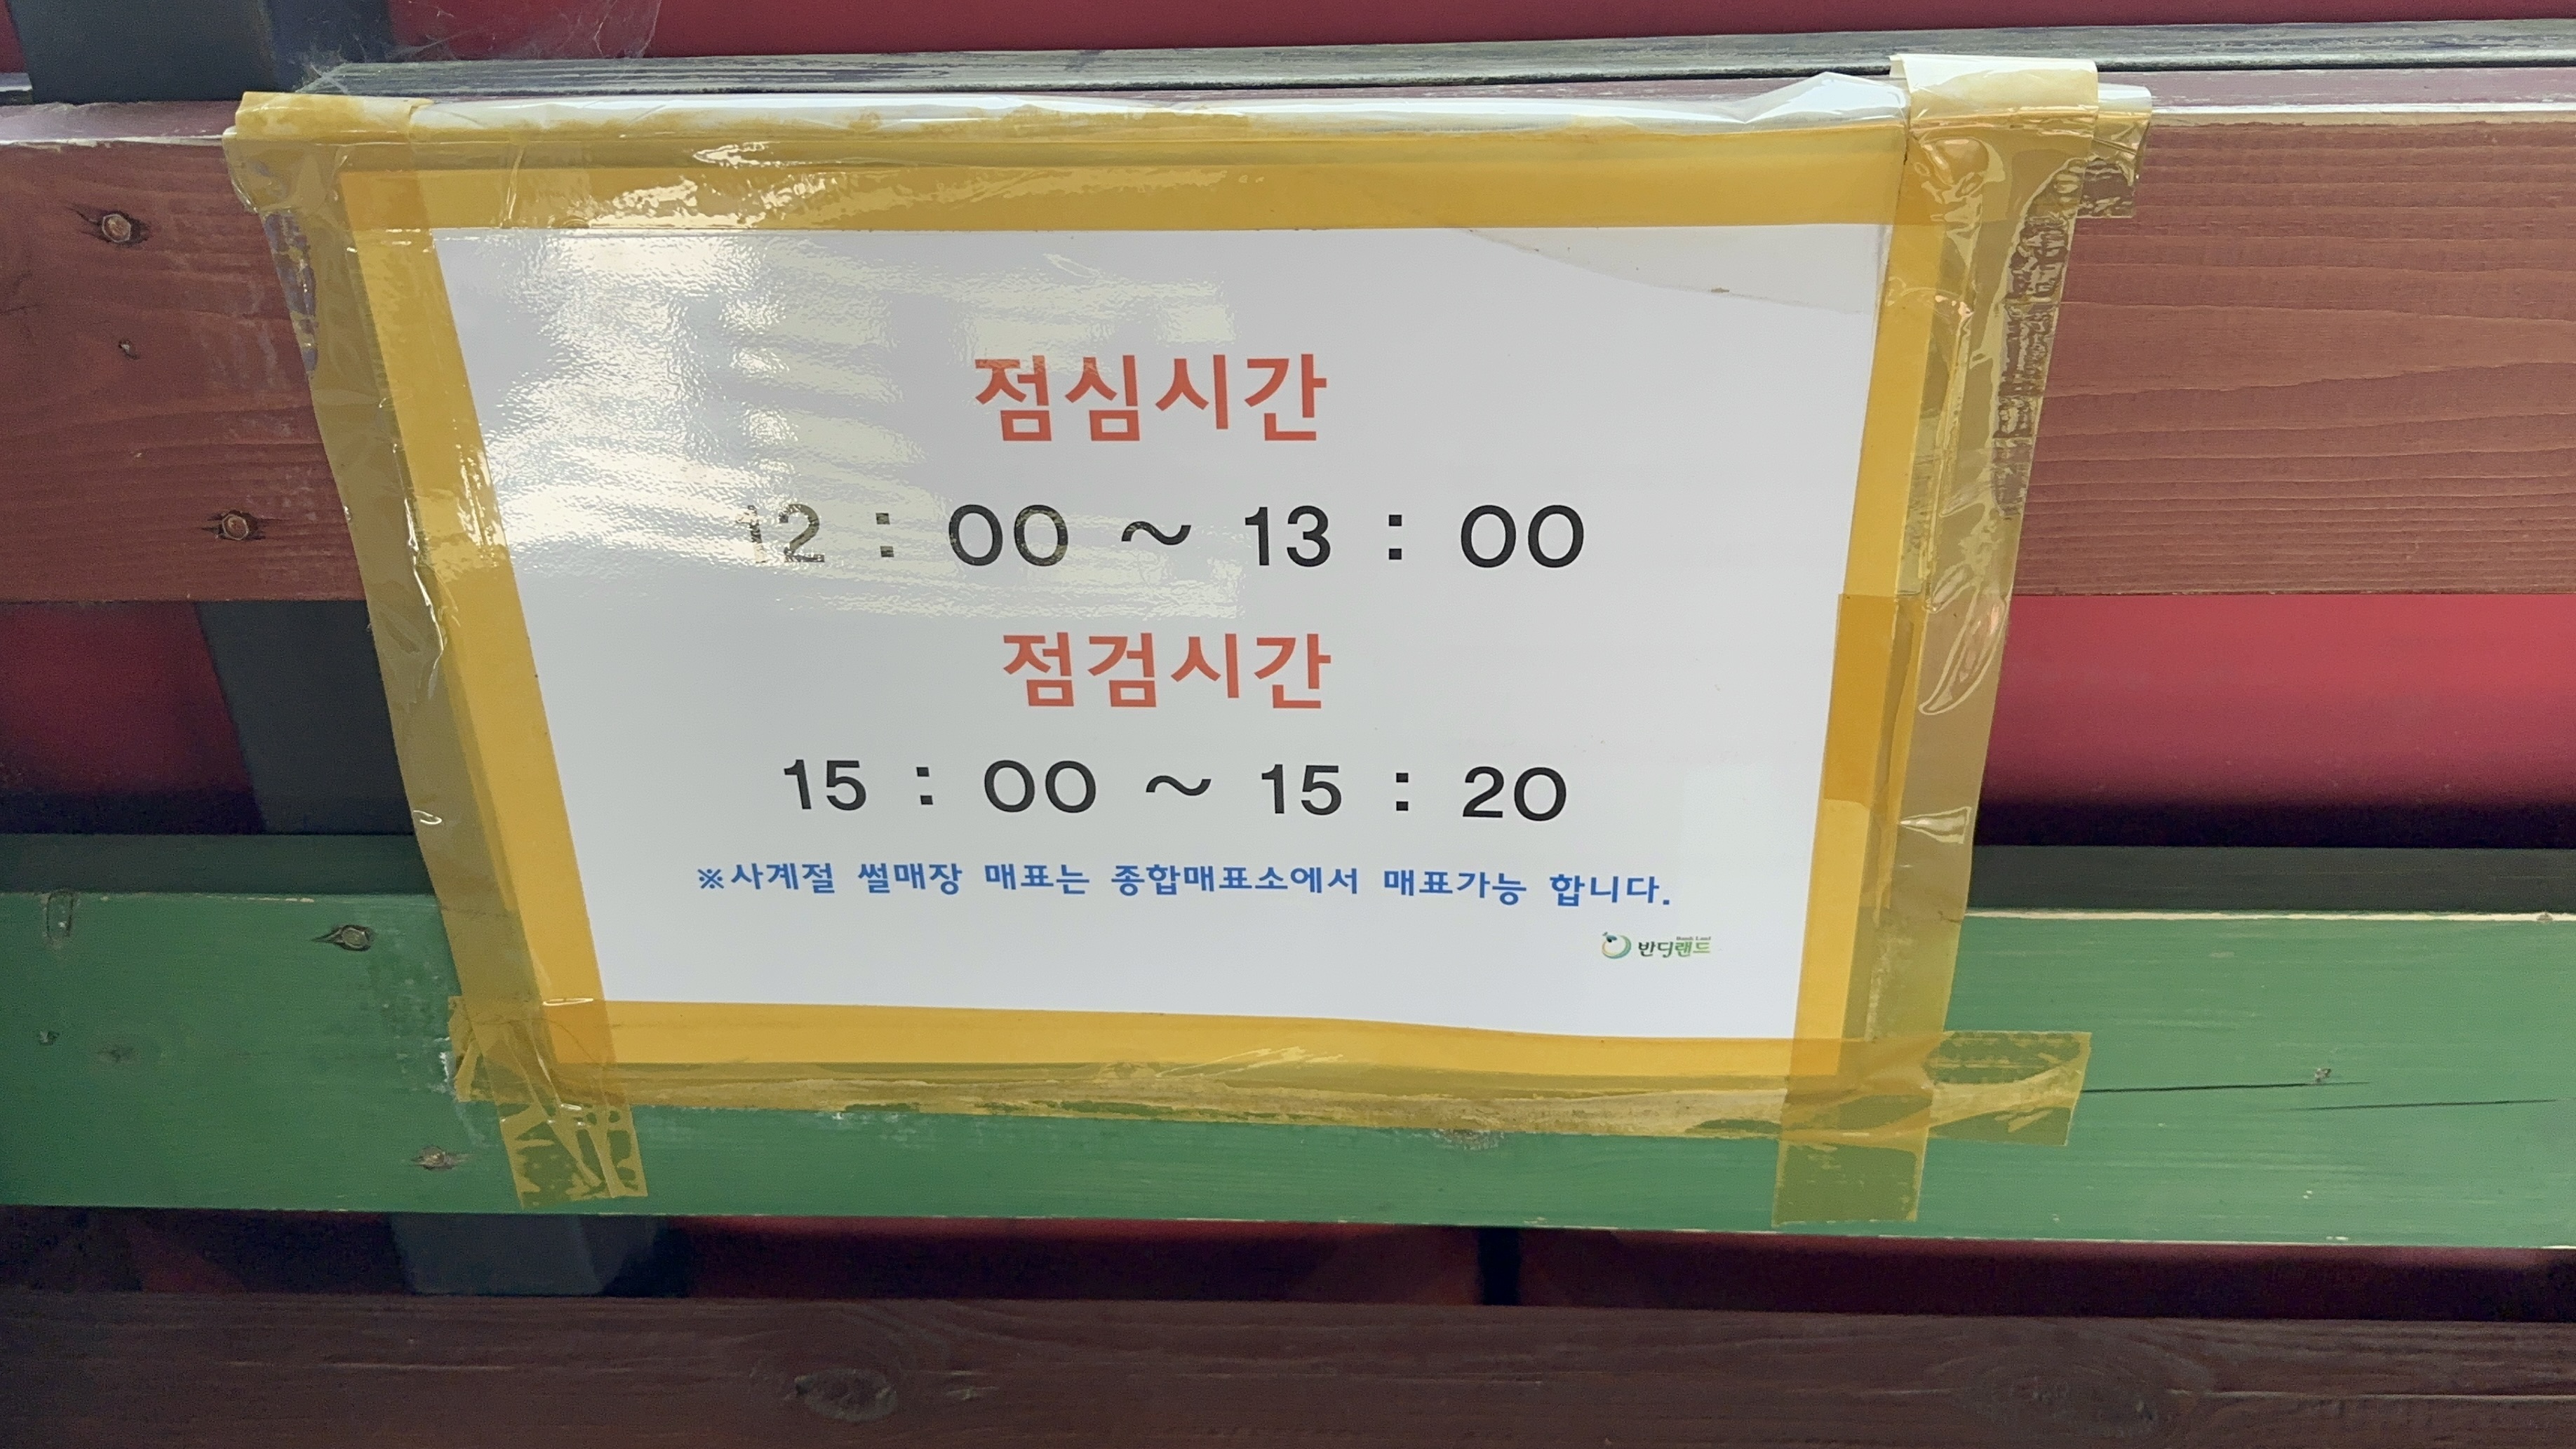 점심시간
12 : 00 ~ 13 : 00
점검시간
15 : 00 ~ 15 : 20
※사계절 썰매장 매표는 종합매표소에서 매표가능 합니다.
반딧랜드